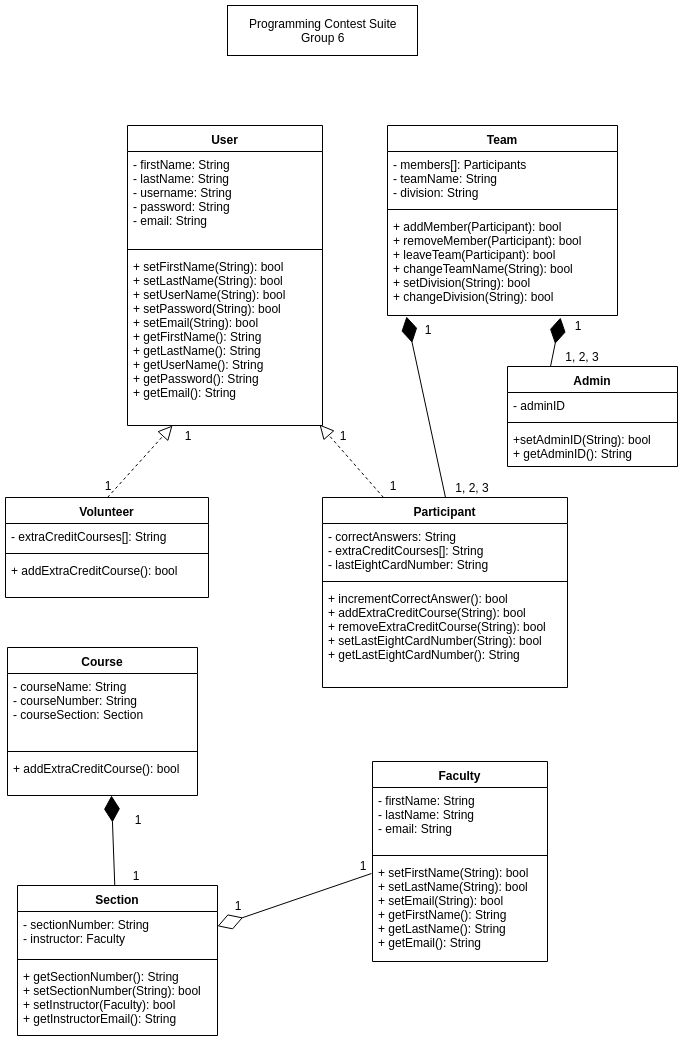 Programming Contest Suite
Group 6
User
- firstName: String
- lastName: String
- username: String
- password: String
- email: String
+ setFirstName(String): bool
+ setLastName(String): bool
+ setUserName(String): bool
+ setPassword(String): bool
+ setEmail(String): bool
+ getFirstName(): String
+ getLastName(): String
+ getUserName(): String
+ getPassword(): String
+ getEmail(): String
Team
- members[]: Participants
- teamName: String
- division: String
+ addMember(Participant): bool
+ removeMember(Participant): bool
+ leaveTeam(Participant): bool
+ changeTeamName(String): bool
+ setDivision(String): bool
+ changeDivision(String): bool
1
1
1, 2, 3
Admin
- adminID
+setAdminID(String): bool
+ getAdminID(): String
1
1
1
1
1, 2, 3
Volunteer
- extraCreditCourses[]: String
+ addExtraCreditCourse(): bool
Participant
- correctAnswers: String
- extraCreditCourses[]: String
- lastEightCardNumber: String
+ incrementCorrectAnswer(): bool
+ addExtraCreditCourse(String): bool
+ removeExtraCreditCourse(String): bool
+ setLastEightCardNumber(String): bool
+ getLastEightCardNumber(): String
Course
- courseName: String
- courseNumber: String
- courseSection: Section
+ addExtraCreditCourse(): bool
1
1
Faculty
- firstName: String
- lastName: String
- email: String
+ setFirstName(String): bool
+ setLastName(String): bool
+ setEmail(String): bool
+ getFirstName(): String
+ getLastName(): String
+ getEmail(): String
1
1
Section
- sectionNumber: String
- instructor: Faculty
+ getSectionNumber(): String
+ setSectionNumber(String): bool
+ setInstructor(Faculty): bool
+ getInstructorEmail(): String